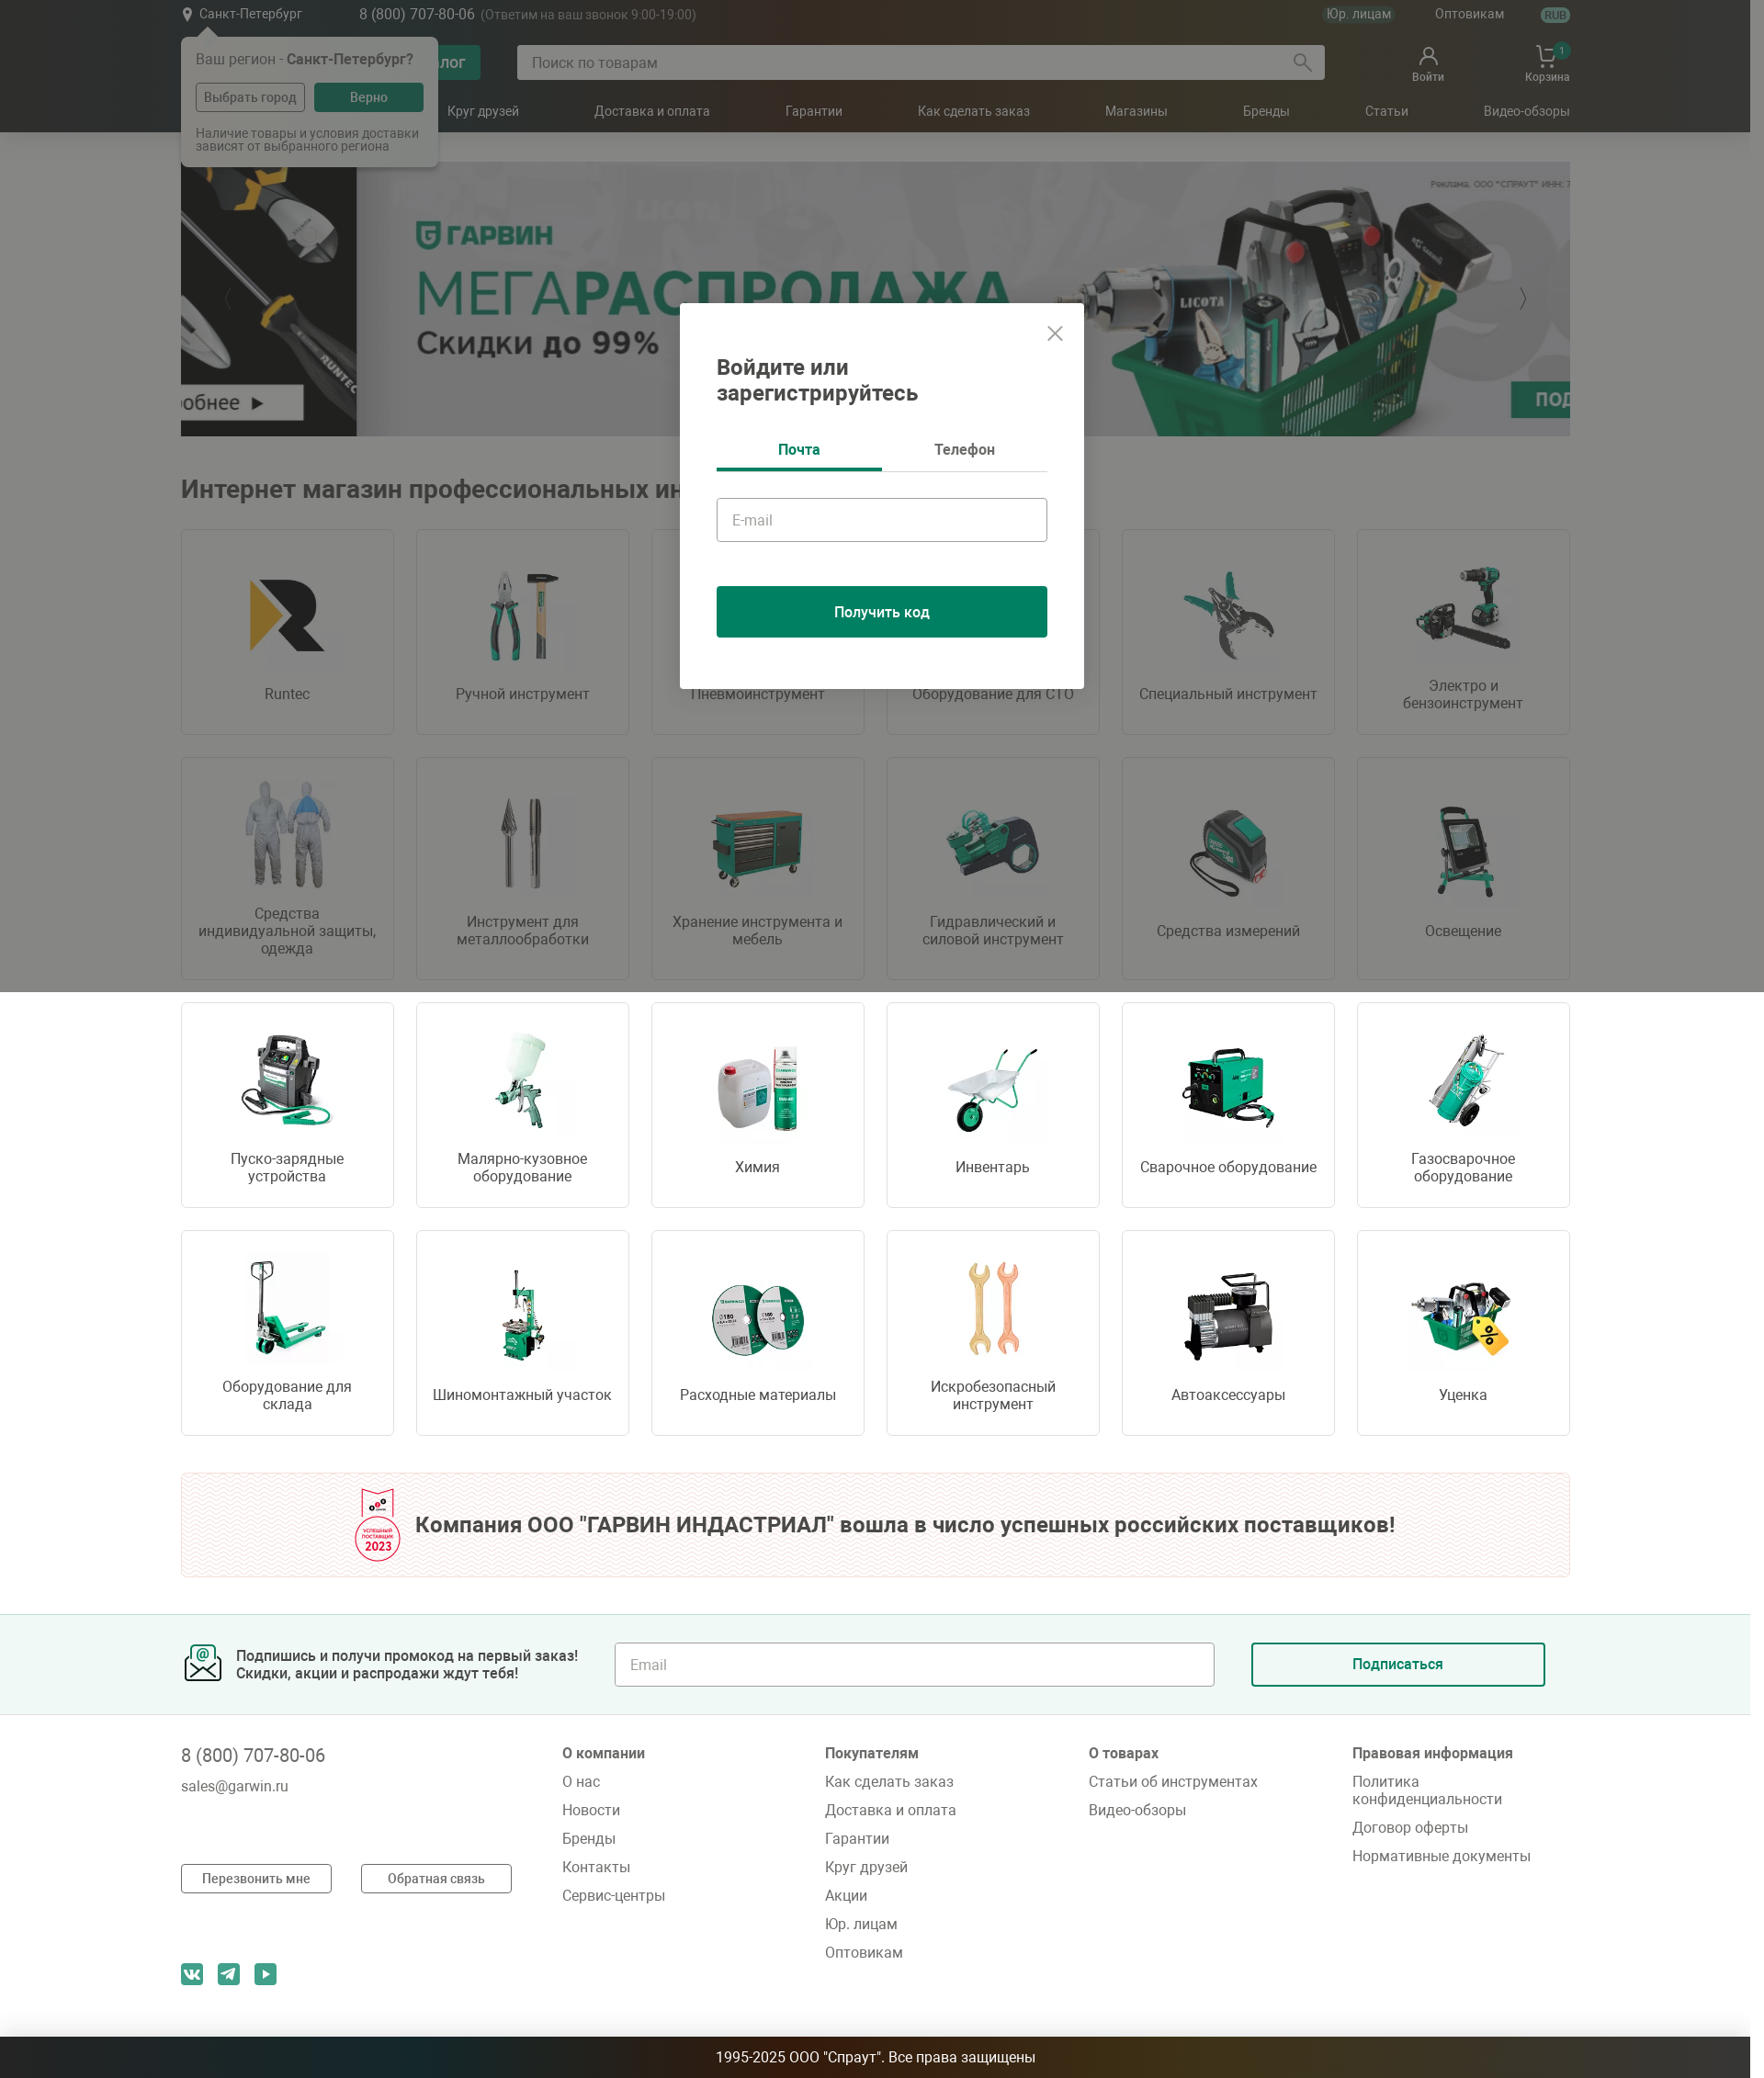 Санкт-Петербург
8 (800) 707-80-06 (Ответим на ваш звонок 9:00-19:00)
Юр. лицам
Оптовикам
RUB
Ваш регион - Санкт-Петербург?
Выбрать город
Верно
Наличие товары и условия доставки
зависят от выбранного региона
Поиск по товарам
Войти
1
Корзина
Круг друзей
Доставка и оплата
Гарантии
Как сделать заказ
Магазины
Бренды
Статьи
Видео-обзоры
Реклама. ООО "СПРАУТ" ИНН:
ГАРВИН
МЕГАРАСПРОДАЖА
Скидки до 99%
LICOTA
RUNTEC
Войдите или
зарегистрируйтесь
Почта
Телефон
E-mail
Получить код
Интернет магазин профессиональных
Runtec
Ручной инструмент
Пневмоинструмент
Оборудование для СТО
Специальный инструмент
Электро и
бензоинструмент
Средства
индивидуальной защиты,
одежда
Инструмент для
металлообработки
Хранение инструмента и
мебель
Гидравлический и
силовой инструмент
Средства измерений
Освещение
Пуско-зарядные
устройства
Малярно-кузовное
оборудование
Химия
Инвентарь
Сварочное оборудование
Газосварочное
оборудование
Оборудование для
склада
Шиномонтажный участок
Расходные материалы
Искробезопасный
инструмент
Автоаксессуары
Уценка
УСПЕШНЫЙ
ПОСТАВЩИК
2023
Компания ООО "ГАРВИН ИНДАСТРИАЛ" вошла в число успешных российских поставщиков!
Подпишись и получи промокод на первый заказ!
Скидки, акции и распродажи ждут тебя!
Email
Подписаться
8 (800) 707-80-06
sales@garwin.ru
Перезвонить мне
Обратная связь
О компании
О нас
Новости
Бренды
Контакты
Сервис-центры
Покупателям
Как сделать заказ
Доставка и оплата
Гарантии
Круг друзей
Акции
Юр. лицам
Оптовикам
О товарах
Статьи об инструментах
Видео-обзоры
Правовая информация
Политика
конфиденциальности
Договор оферты
Нормативные документы
1995-2025 ООО "Спраут". Все права защищены